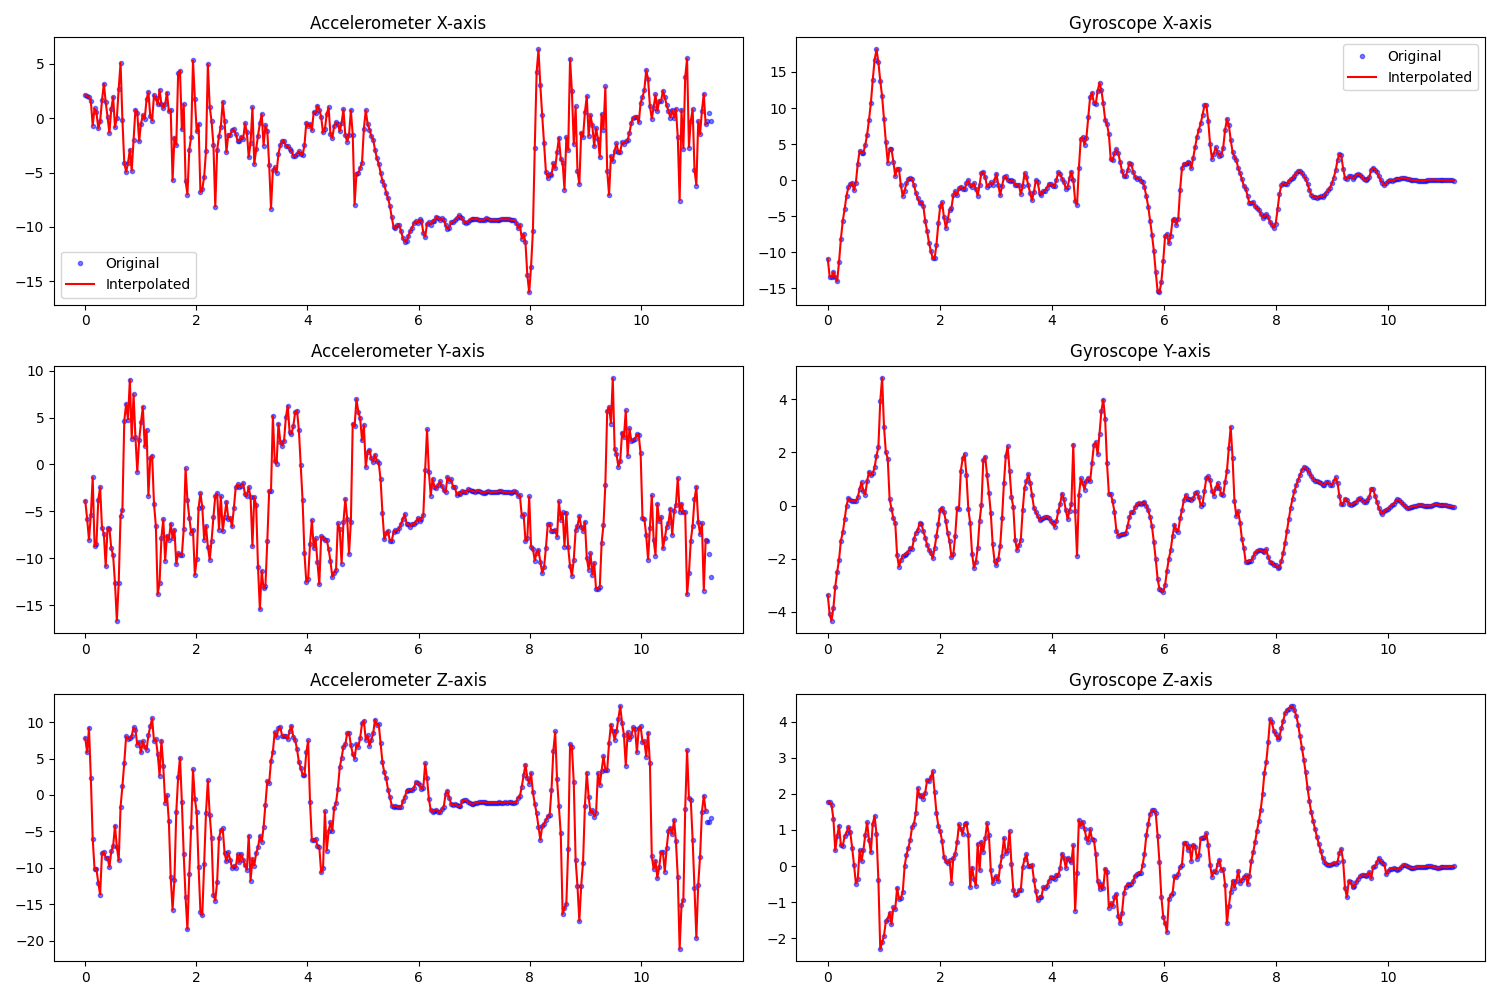 Accelerometer X-axis
5
0
−5
−10
−15
Original
Interpolated
0 2 4 6 8 10
Gyroscope X-axis
15
10
5
0
−5
−10
−15
Original
Interpolated
0 2 4 6 8 10
Accelerometer Y-axis
10
5
0
−5
−10
−15
0 2 4 6 8 10
Gyroscope Y-axis
4
2
0
−2
−4
0 2 4 6 8 10
Accelerometer Z-axis
10
5
0
−5
−10
−15
−20
0 2 4 6 8 10
Gyroscope Z-axis
4
3
2
1
0
−1
−2
0 2 4 6 8 10